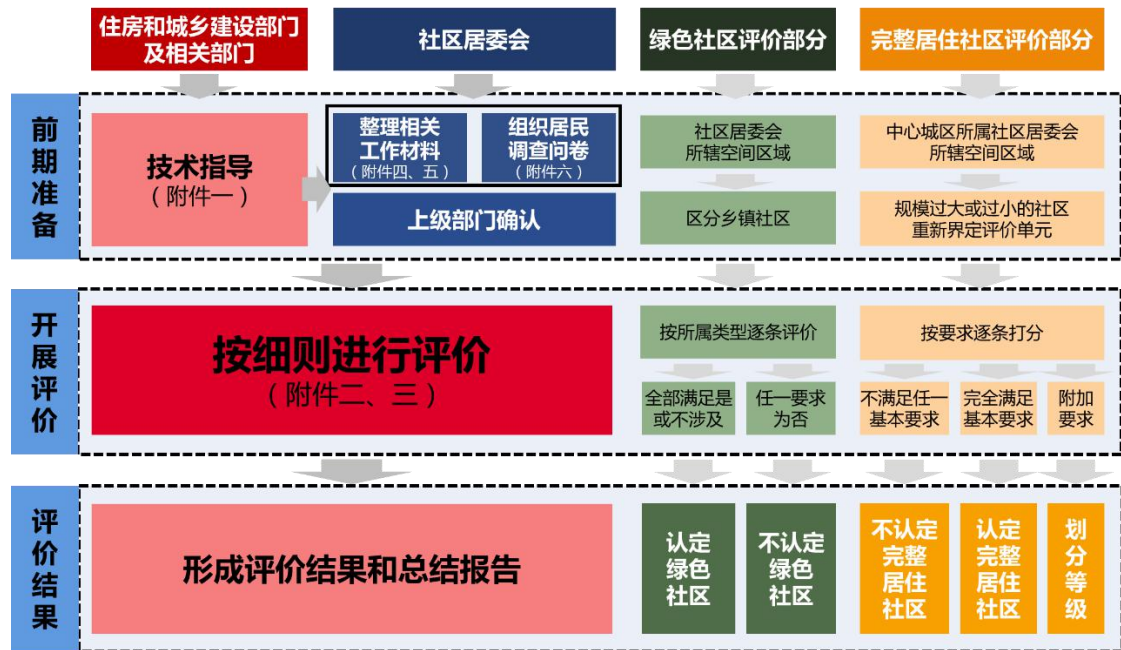 住房和城乡建设部门
及相关部门
社区居委会
绿色社区评价部分
完整居住社区评价部分
前期准备
技术指导
（附件一）
整理相关
工作材料
（附件四、五）
组织居民
调查问卷
（附件六）
上级部门确认
社区居委会
所辖空间区域
区分乡镇社区
中心城区所属社区居委会
所辖空间区域
规模过大或过小的社区
重新界定评价单元
开展评价
按细则进行评价
（附件二、三）
按所属类型逐条评价
全部满足是
或不涉及
任一要求
为否
按要求逐条打分
不满足任一
基本要求
完全满足
基本要求
附加
要求
评价结果
形成评价结果和总结报告
认定
绿色
社区
不认定
绿色
社区
不认定
完整
居住
社区
认定
完整
居住
社区
划分等级